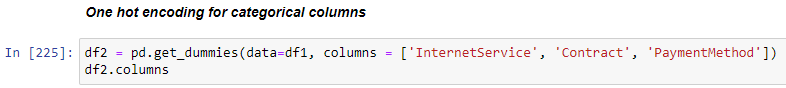 One hot encoding for categorical columns
In [225]: df2 = pd.get_dummies(data=df1, columns = ['InternetService', 'Contract', 'PaymentMethod'])
df2.columns